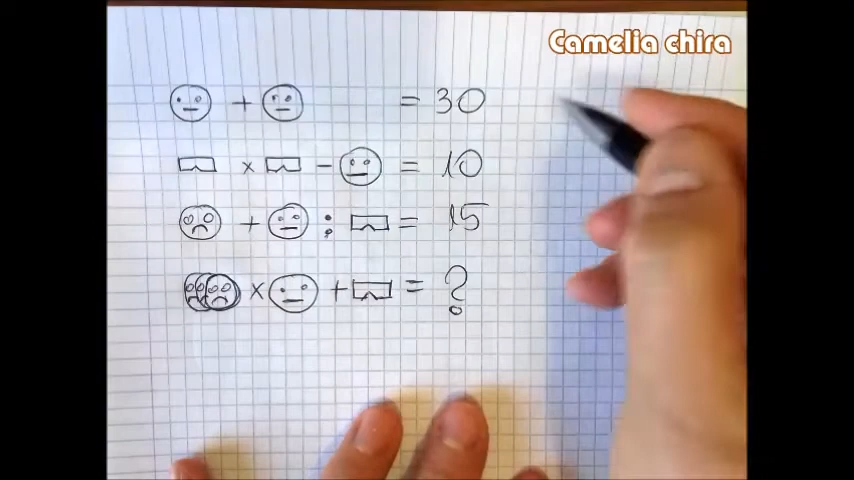 Camelia chira
+ = 30
× - = 10
+ : = 15
× + = ?